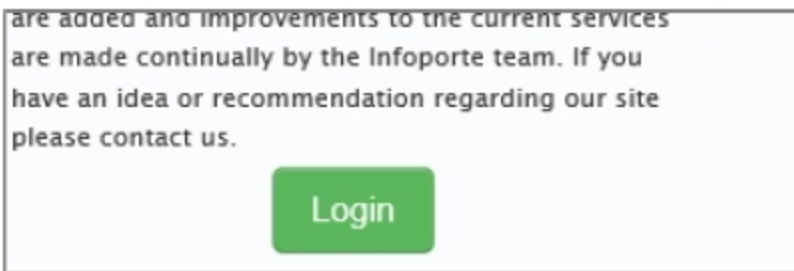 are added and improvements to the current services
are made continually by the Infoporte team. If you
have an idea or recommendation regarding our site
please contact us.
Login